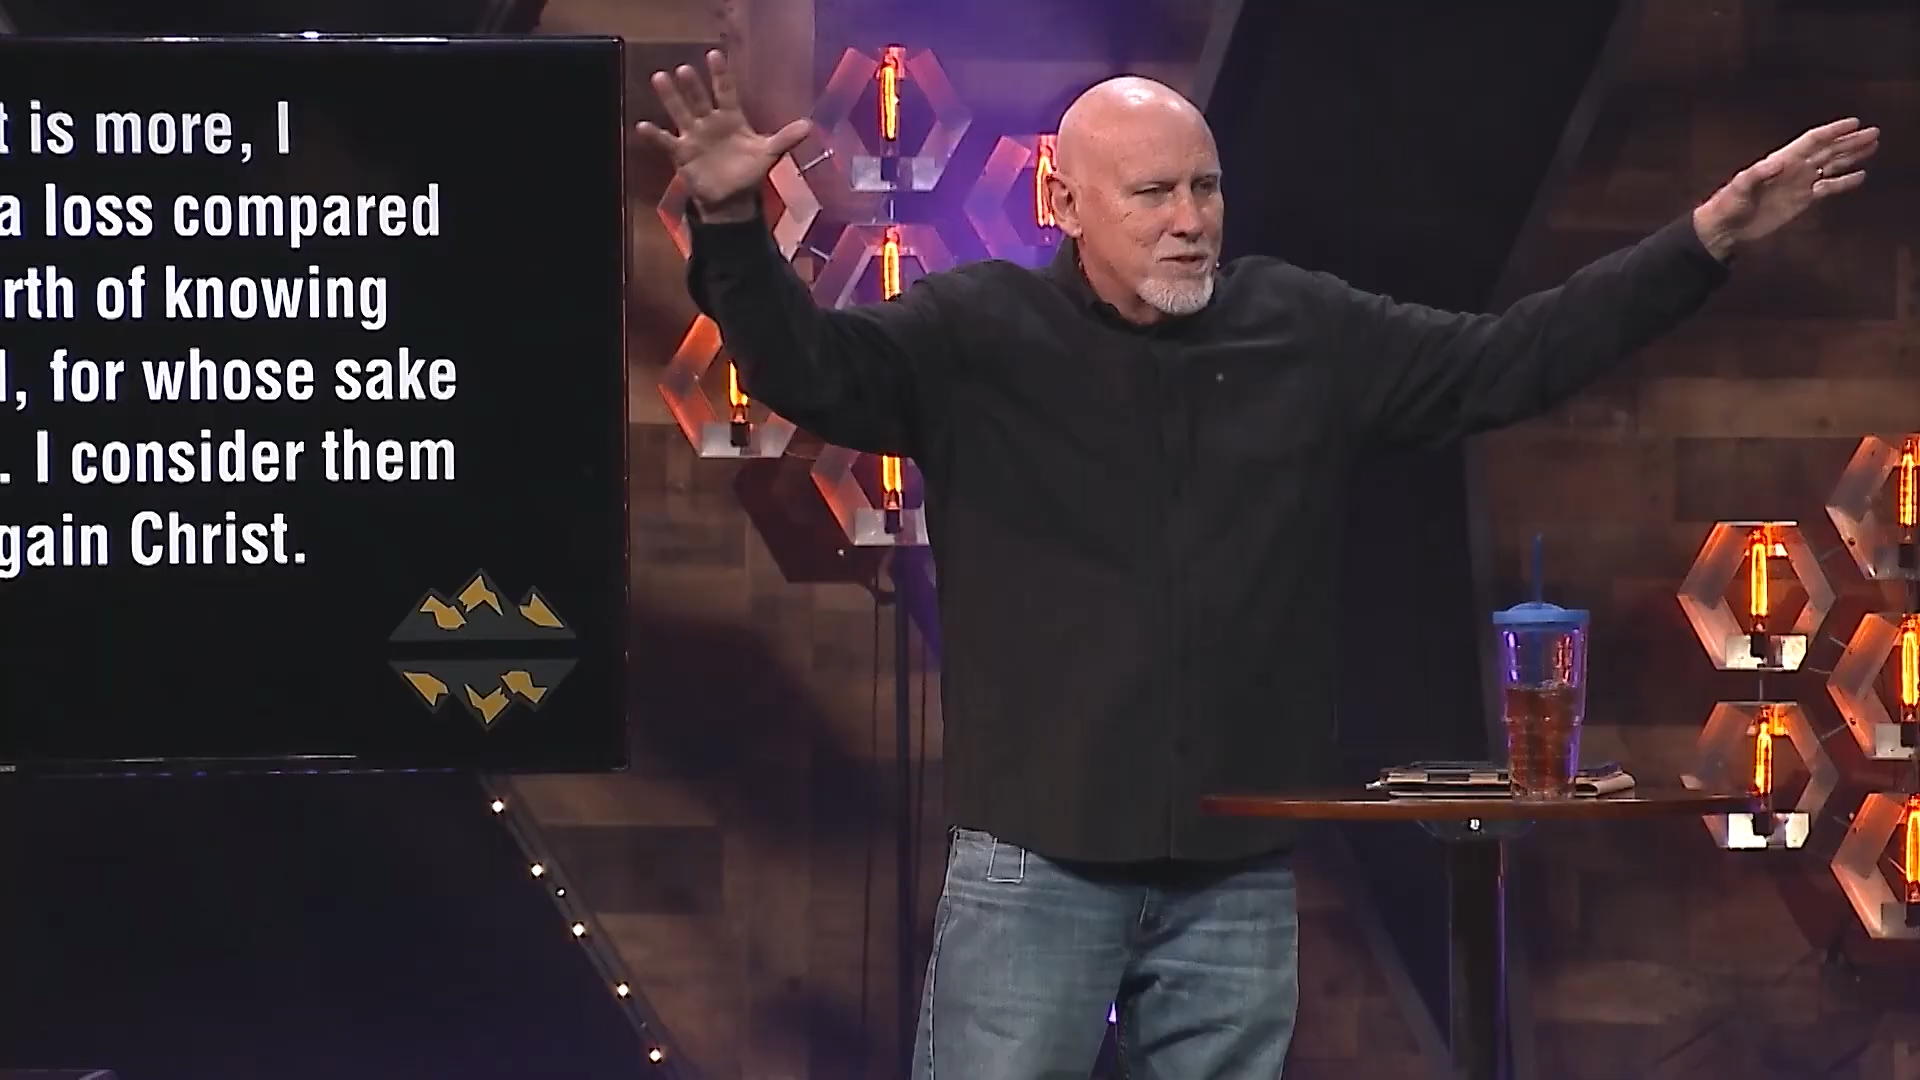 t is more, I
a loss compared
rth of knowing
, for whose sake
. I consider them
gain Christ.